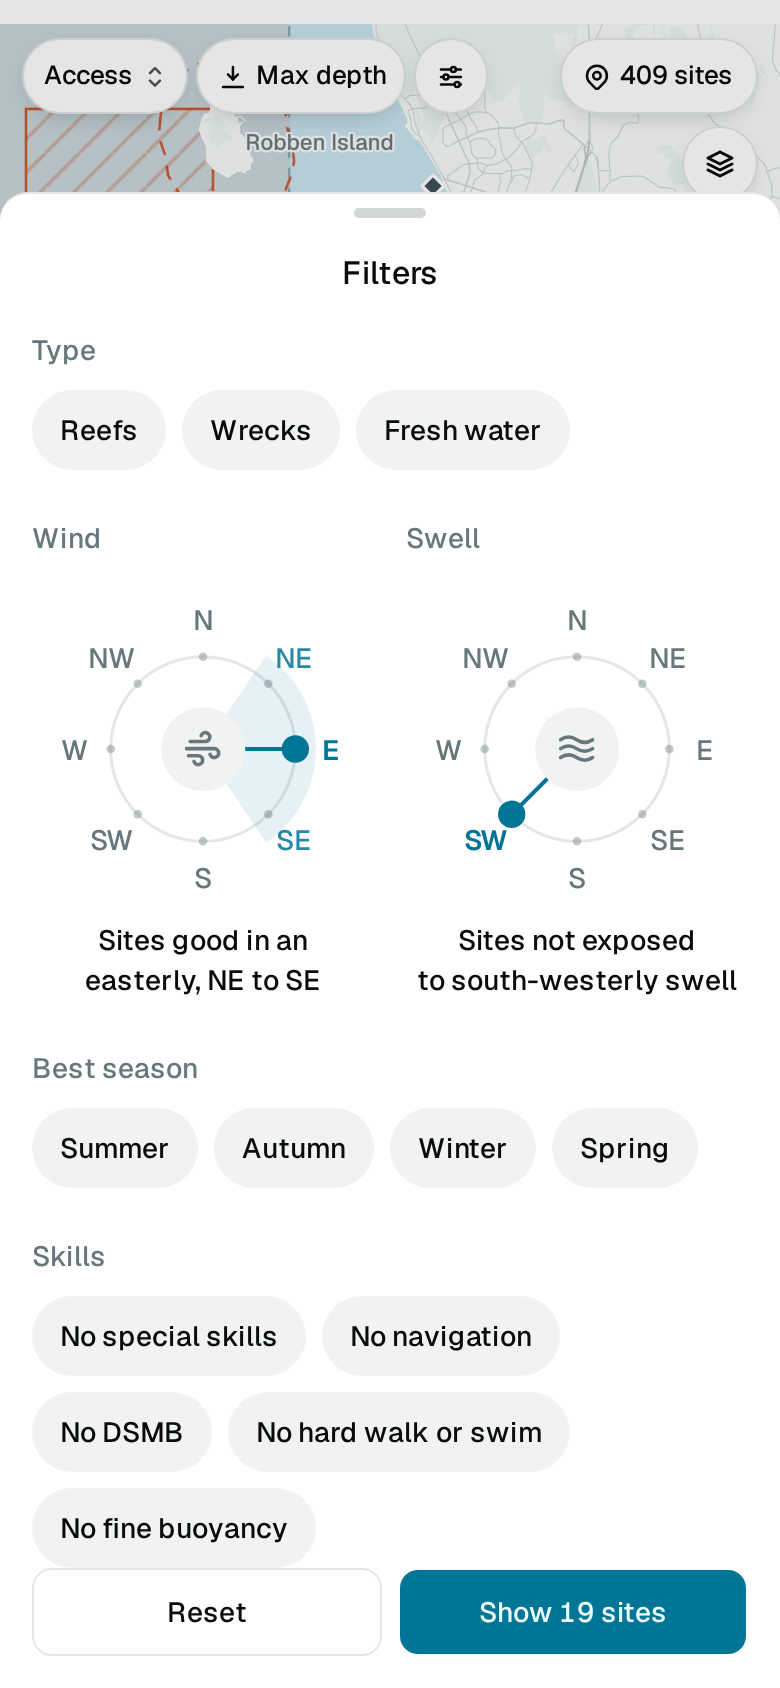 Access
Max depth
409 sites
Robben Island
Filters
Type
Reefs
Wrecks
Fresh water
Wind
Swell
N
NW
NE
W
E
SW
SE
S
N
NW
NE
W
E
SW
SE
S
Sites good in an
easterly, NE to SE
Sites not exposed
to south-westerly swell
Best season
Summer
Autumn
Winter
Spring
Skills
No special skills
No navigation
No DSMB
No hard walk or swim
No fine buoyancy
Reset
Show 19 sites